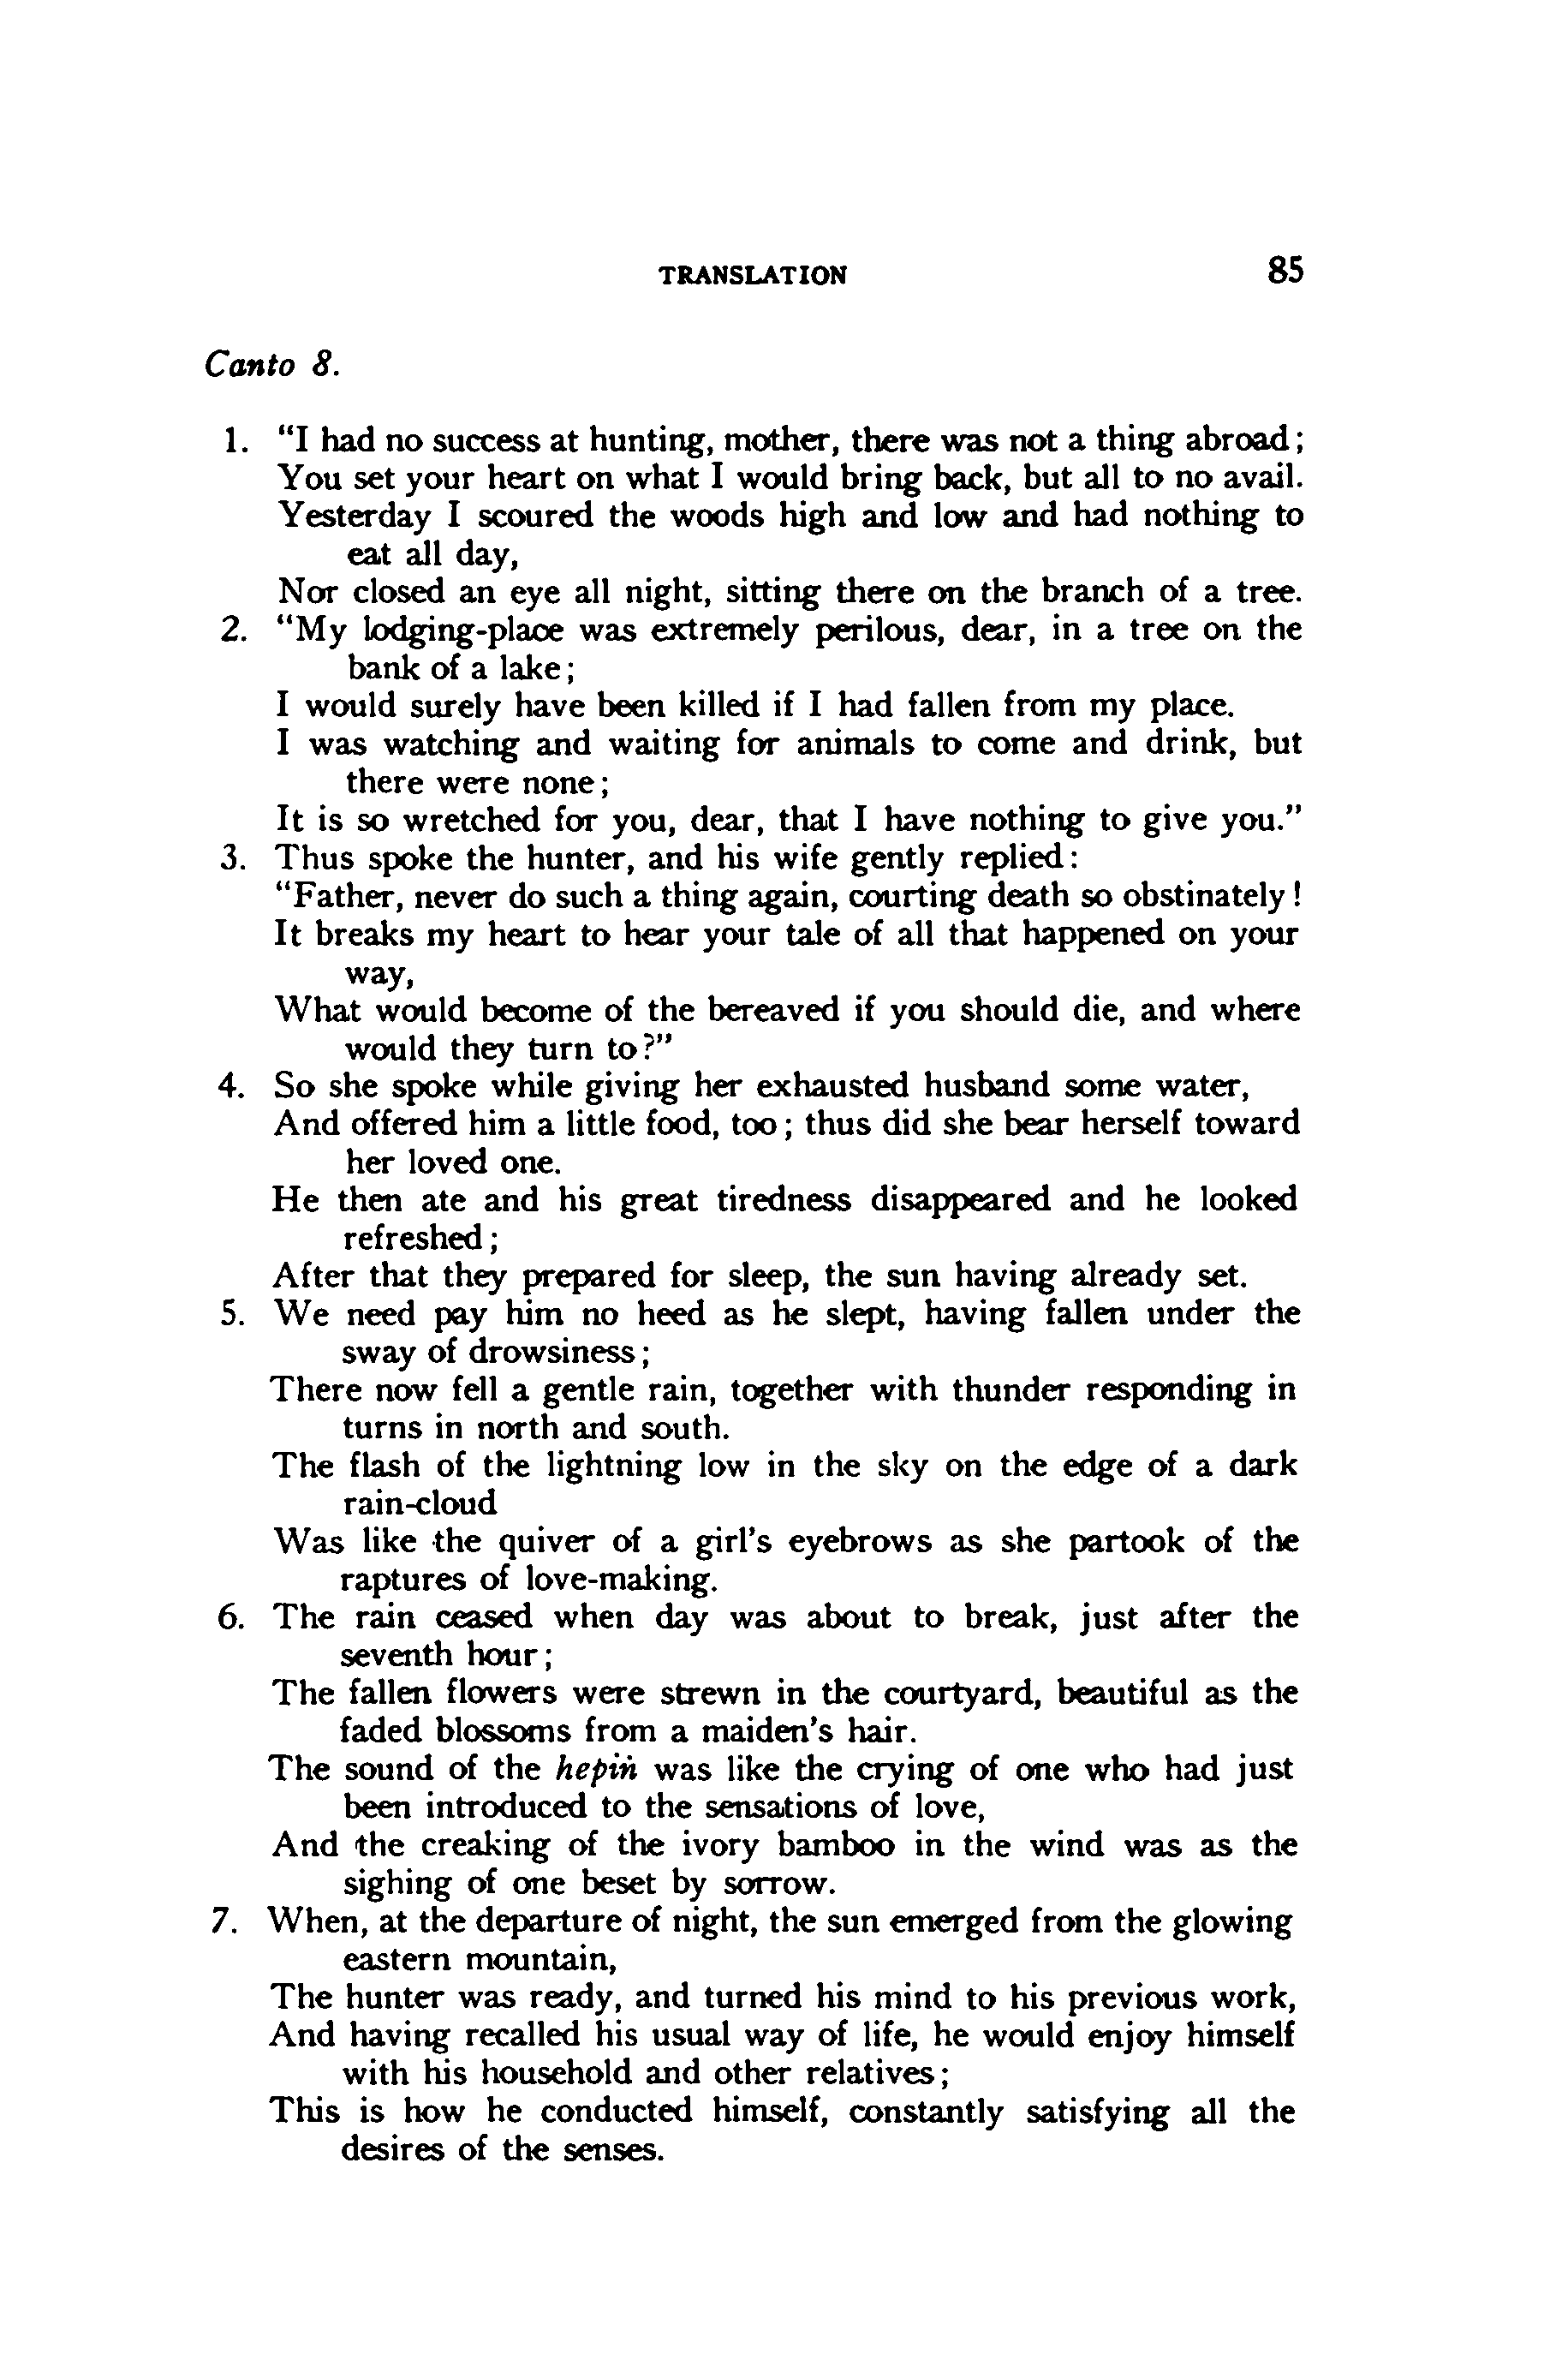 TRANSLATION 85
Canto 8.
1. “I had no success at hunting, mother, there was not a thing abroad;
You set your heart on what I would bring back, but all to no avail.
Yesterday I scoured the woods high and low and had nothing to
eat all day,
Nor closed an eye all night, sitting there on the branch of a tree.
2. “My lodging-place was extremely perilous, dear, in a tree on the
bank of a lake;
I would surely have been killed if I had fallen from my place.
I was watching and waiting for animals to come and drink, but
there were none;
It is so wretched for you, dear, that I have nothing to give you.”
3. Thus spoke the hunter, and his wife gently replied:
“Father, never do such a thing again, courting death so obstinately!
It breaks my heart to hear your tale of all that happened on your
way,
What would become of the bereaved if you should die, and where
would they turn to?”
4. So she spoke while giving her exhausted husband some water,
And offered him a little food, too; thus did she bear herself toward
her loved one.
He then ate and his great tiredness disappeared and he looked
refreshed;
After that they prepared for sleep, the sun having already set.
5. We need pay him no heed as he slept, having fallen under the
sway of drowsiness;
There now fell a gentle rain, together with thunder responding in
turns in north and south.
The flash of the lightning low in the sky on the edge of a dark
rain-cloud
Was like the quiver of a girl’s eyebrows as she partook of the
raptures of love-making.
6. The rain ceased when day was about to break, just after the
seventh hour;
The fallen flowers were strewn in the courtyard, beautiful as the
faded blossoms from a maiden’s hair.
The sound of the hepiṅ was like the crying of one who had just
been introduced to the sensations of love,
And the creaking of the ivory bamboo in the wind was as the
sighing of one beset by sorrow.
7. When, at the departure of night, the sun emerged from the glowing
eastern mountain,
The hunter was ready, and turned his mind to his previous work,
And having recalled his usual way of life, he would enjoy himself
with his household and other relatives;
This is how he conducted himself, constantly satisfying all the
desires of the senses.